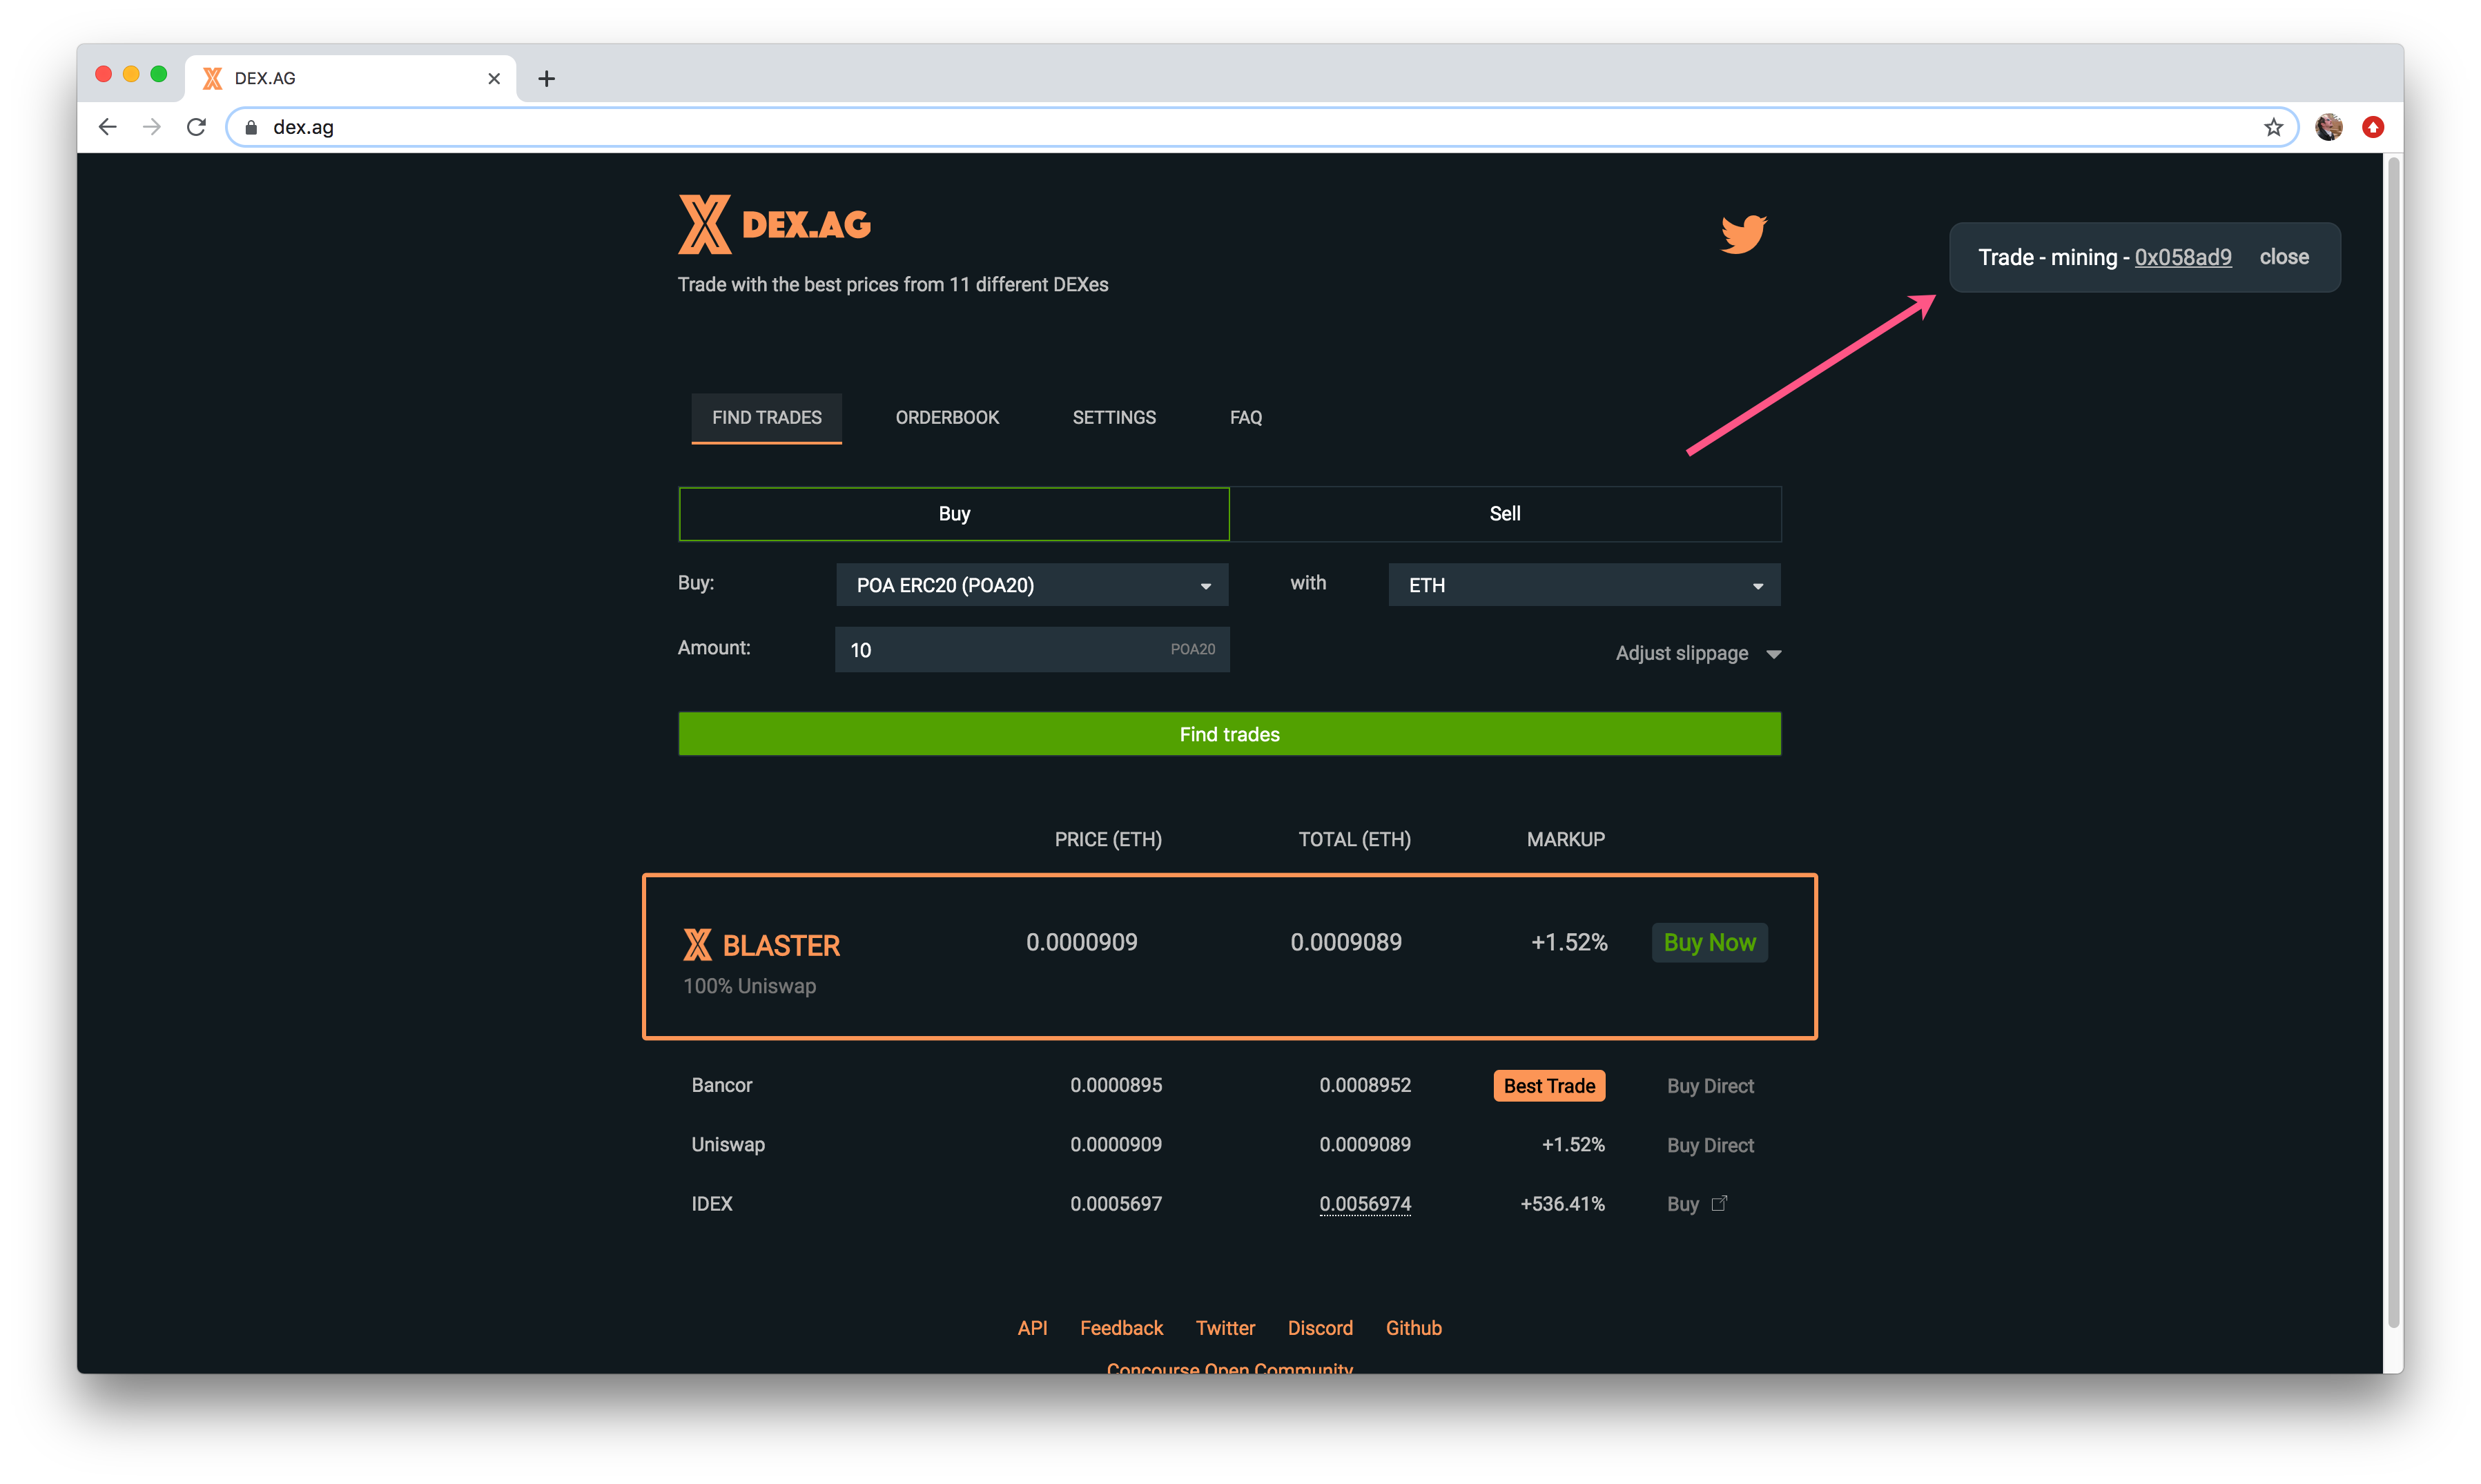 DEX.AG
dex.ag
DEX.AG
Trade with the best prices from 11 different DEXes
Trade - mining - 0x058ad9 close
FIND TRADES ORDERBOOK SETTINGS FAQ
Buy Sell
Buy: POA ERC20 (POA20) with ETH
Amount: 10 POA20 Adjust slippage
Find trades
PRICE (ETH) TOTAL (ETH) MARKUP
BLASTER 0.0000909 0.0009089 +1.52% Buy Now
100% Uniswap
Bancor 0.0000895 0.0008952 Best Trade Buy Direct
Uniswap 0.0000909 0.0009089 +1.52% Buy Direct
IDEX 0.0005697 0.0056974 +536.41% Buy
API Feedback Twitter Discord Github
Concourse Open Community